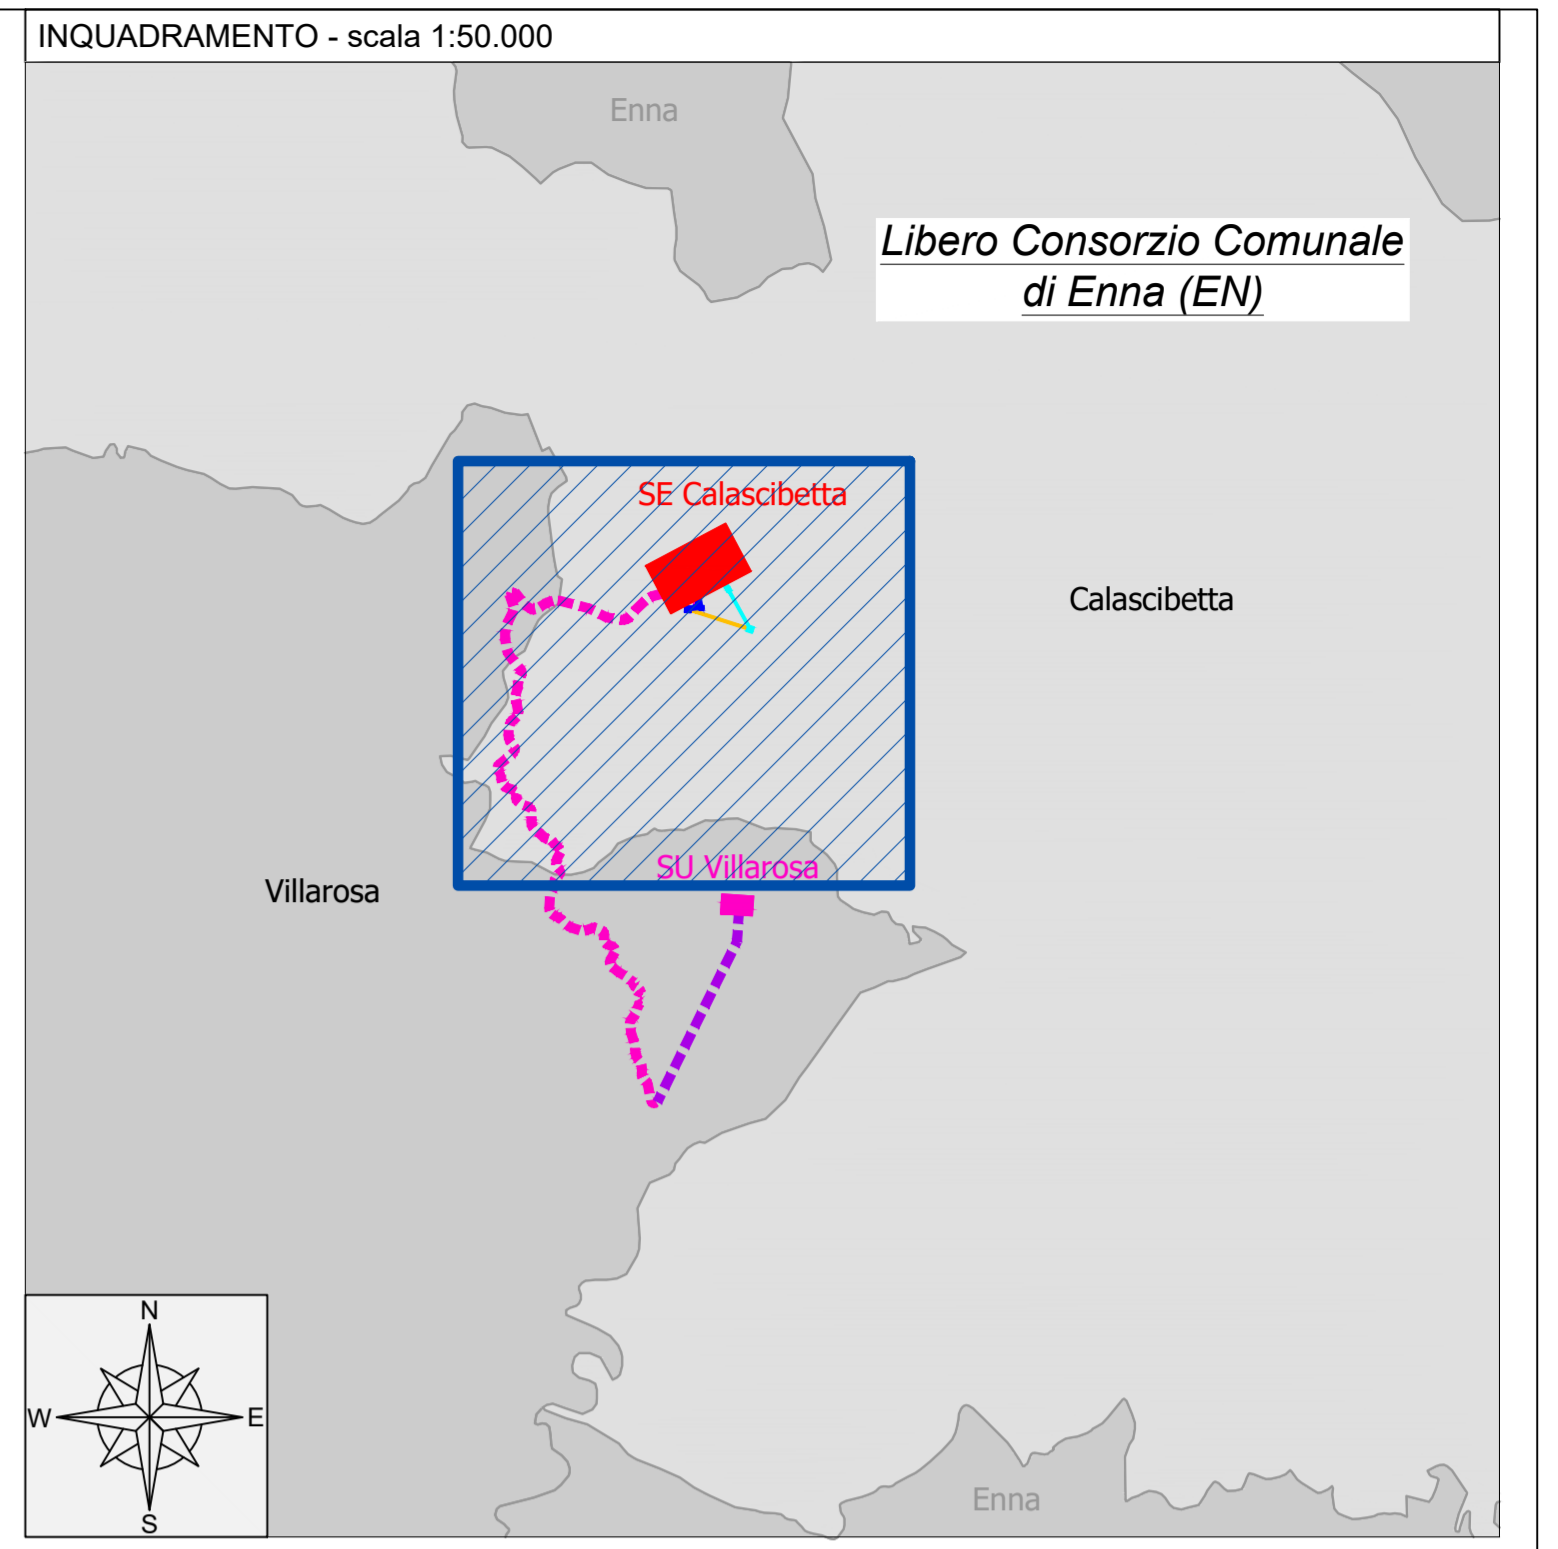 INQUADRAMENTO - scala 1:50.000
Enna
Libero Consorzio Comunale
di Enna (EN)
SE Calascibetta
Calascibetta
SU Villarosa
Villarosa
N
W
E
S
Enna